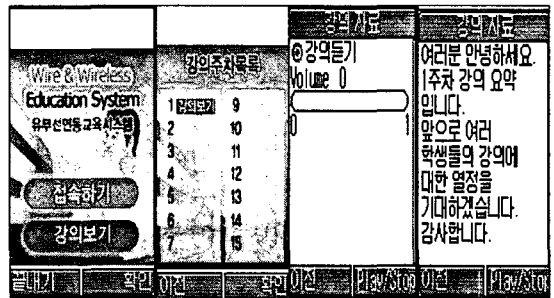 Wire & Wireless
Education System
유무선연동교육시스템
접속하기
강의보기
끝내기 확인
강의주차목록
1 강의보기 9
2 10
3 11
4 12
5 13
6 14
7 15
이전 확인
강의 자료
강의듣기
Volume 0
0 1
이전 Play/Stop
강의 자료
여러분 안녕하세요.
1주차 강의 요약
입니다.
앞으로 여러
학생들의 강의에
대한 열정을
기대하겠습니다.
감사합니다.
이전 Play/Stop